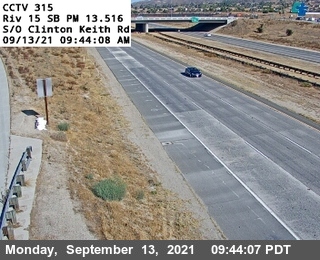 CCTV 315
Riv 15 SB PM 13.516
S/O Clinton Keith Rd
09/13/21 09:44:08 AM
Monday, September 13, 2021 09:44:07 PDT